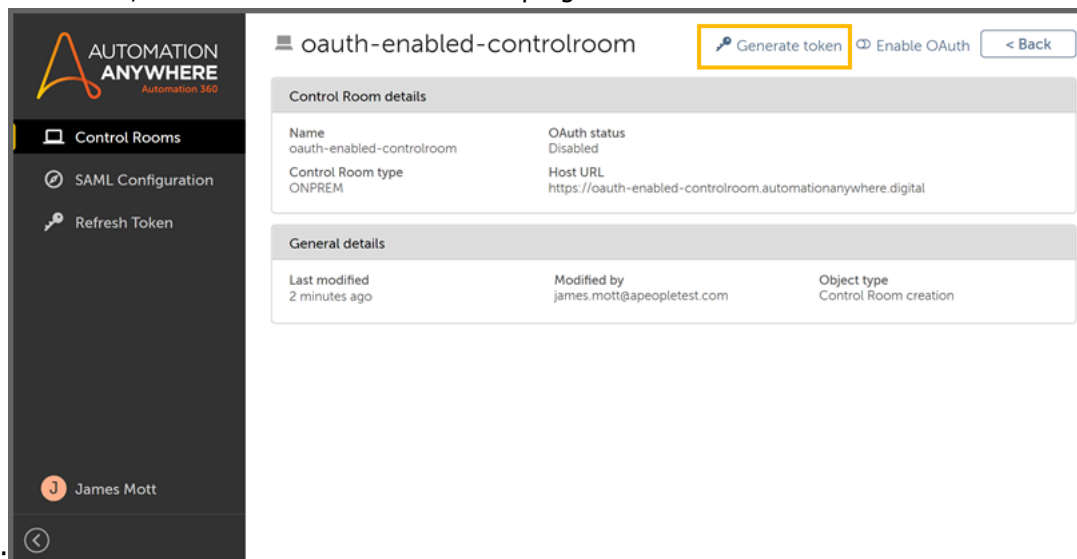 AUTOMATION
ANYWHERE
Automation 360
Control Rooms
SAML Configuration
Refresh Token
J James Mott
oauth-enabled-controlroom Generate token Enable OAuth < Back
Control Room details
Name OAuth status
oauth-enabled-controlroom Disabled
Control Room type Host URL
ONPREM https://oauth-enabled-controlroom.automationanywhere.digital
General details
Last modified Modified by Object type
2 minutes ago james.mott@apeopletest.com Control Room creation
.